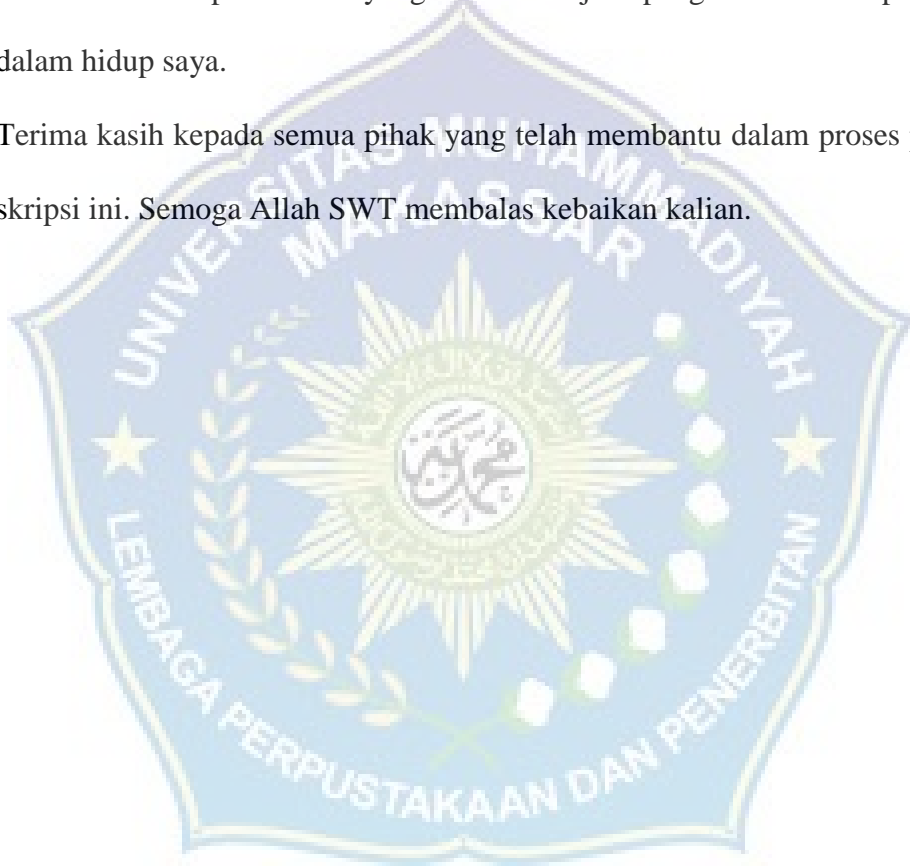 dalam hidup saya.
Terima kasih kepada semua pihak yang telah membantu dalam proses
skripsi ini. Semoga Allah SWT membalas kebaikan kalian.
UNIVERSITAS MUHAMMADIYAH
MAKASSAR
محمدية
LEMBAGA PERPUSTAKAAN DAN PENERBITAN